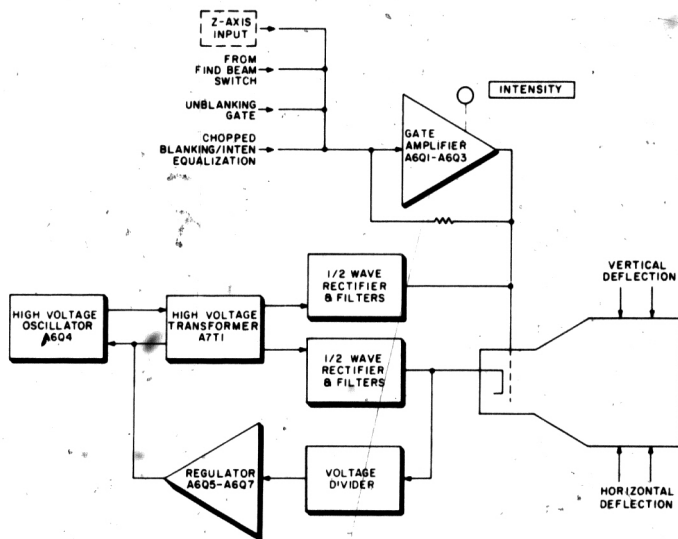 Z-AXIS
INPUT
FROM
FIND BEAM
SWITCH
UNBLANKING
GATE
CHOPPED
BLANKING/INTEN
EQUALIZATION
INTENSITY
GATE
AMPLIFIER
A6Q1-A6Q3
1/2 WAVE
RECTIFIER
& FILTERS
VERTICAL
DEFLECTION
HIGH VOLTAGE
OSCILLATOR
A6Q4
HIGH VOLTAGE
TRANSFORMER
A7T1
1/2 WAVE
RECTIFIER
& FILTERS
REGULATOR
A6Q5-A6Q7
VOLTAGE
DIVIDER
HORIZONTAL
DEFLECTION